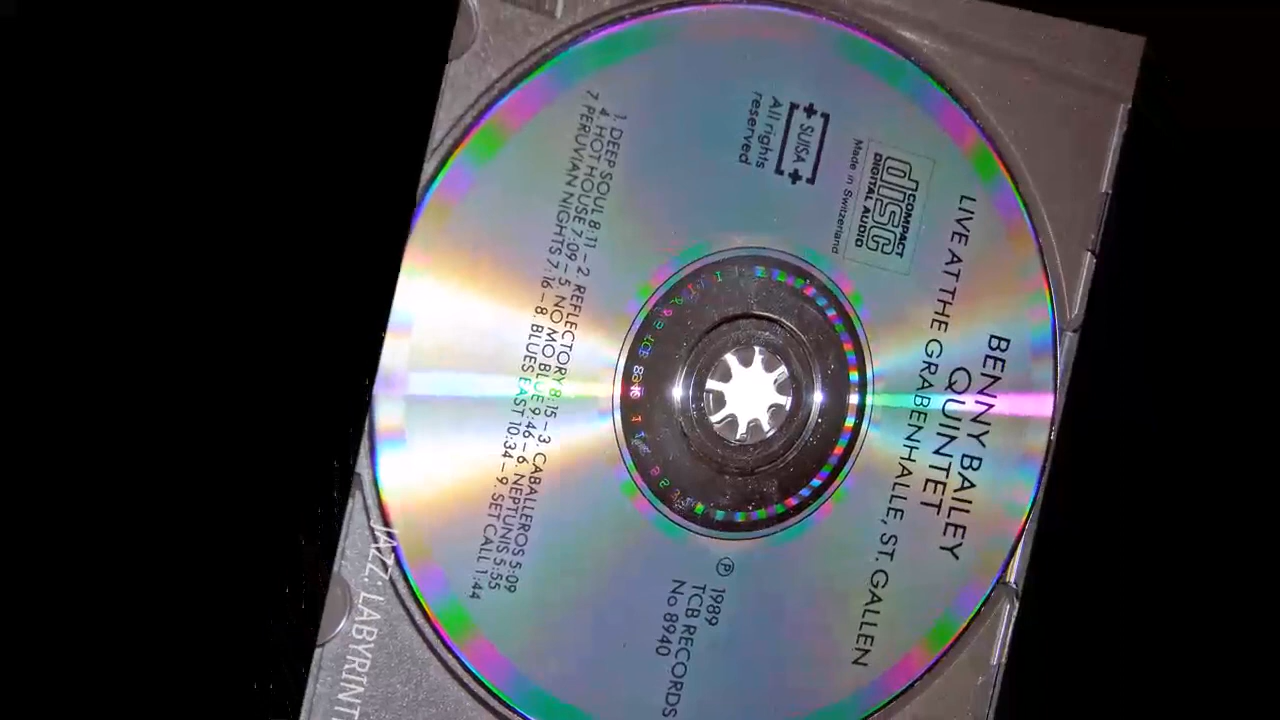 BENNY BAILEY
QUINTET
LIVE AT THE GRABENHALLE, ST. GALLEN
COMPACT
disc
DIGITAL AUDIO
Made in Switzerland
SUISA
All rights
reserved
Ⓟ 1989
TCB RECORDS
No 8940
1. DEEP SOUL 8:11 – 2. REFLECTORY 8:15 – 3. CABALLEROS 5:09
4. HOT HOUSE 7:09 – 5. NO MO BLUE 9:46 – 6. NEPTUNIS 5:55
7 PERUVIAN NIGHTS 7:16 – 8. BLUES EAST 10:34 – 9. SET CALL 1:44
JAZZ: LABYRINT